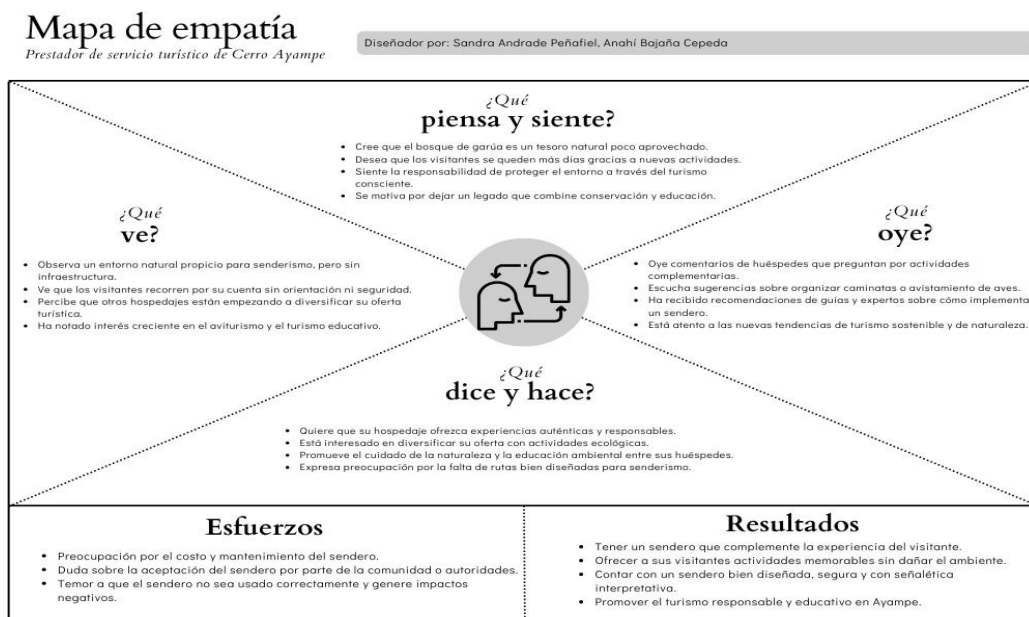 Mapa de empatía
Prestador de servicio turístico de Cerro Ayampe
Diseñador por: Sandra Andrade Peñafiel, Anahí Bajaña Cepeda
¿Qué
piensa y siente?
• Cree que el bosque de garúa es un tesoro natural poco aprovechado.
• Desea que los visitantes se queden más días gracias a nuevas actividades.
• Siente la responsabilidad de proteger el entorno a través del turismo
consciente.
• Se motiva por dejar un legado que combine conservación y educación.
¿Qué
ve?
• Observa un entorno natural propicio para senderismo, pero sin
infraestructura.
• Ve que los visitantes recorren por su cuenta sin orientación ni seguridad.
• Percibe que otros hospedajes están empezando a diversificar su oferta
turística.
• Ha notado interés creciente en el aviturismo y el turismo educativo.
¿Qué
oye?
• Oye comentarios de huéspedes que preguntan por actividades
complementarias.
• Escucha sugerencias sobre organizar caminatas o avistamiento de aves.
• Ha recibido recomendaciones de guías y expertos sobre cómo implementa
un sendero.
• Está atento a las nuevas tendencias de turismo sostenible y de naturaleza.
¿Qué
dice y hace?
• Quiere que su hospedaje ofrezca experiencias auténticas y responsables.
• Está interesado en diversificar su oferta con actividades ecológicas.
• Promueve el cuidado de la naturaleza y la educación ambiental entre sus huéspedes.
• Expresa preocupación por la falta de rutas bien diseñadas para senderismo.
Esfuerzos
• Preocupación por el costo y mantenimiento del sendero.
• Duda sobre la aceptación del sendero por parte de la comunidad o autoridades.
• Temor a que el sendero no sea usado correctamente y genere impactos
negativos.
Resultados
• Tener un sendero que complemente la experiencia del visitante.
• Ofrecer a sus visitantes actividades memorables sin dañar el ambiente.
• Contar con un sendero bien diseñada, segura y con señalética
interpretativa.
• Promover el turismo responsable y educativo en Ayampe.